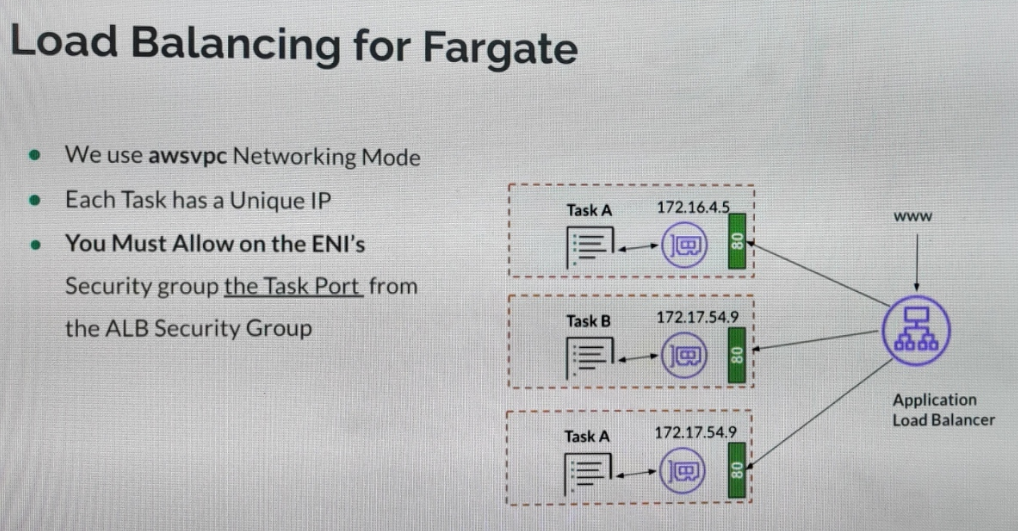 Load Balancing for Fargate
We use awsvpc Networking Mode
Each Task has a Unique IP
You Must Allow on the ENI's
Security group the Task Port from
the ALB Security Group
Task A
172.16.4.5
80
Task B
172.17.54.9
80
Task A
172.17.54.9
80
www
Application
Load Balancer